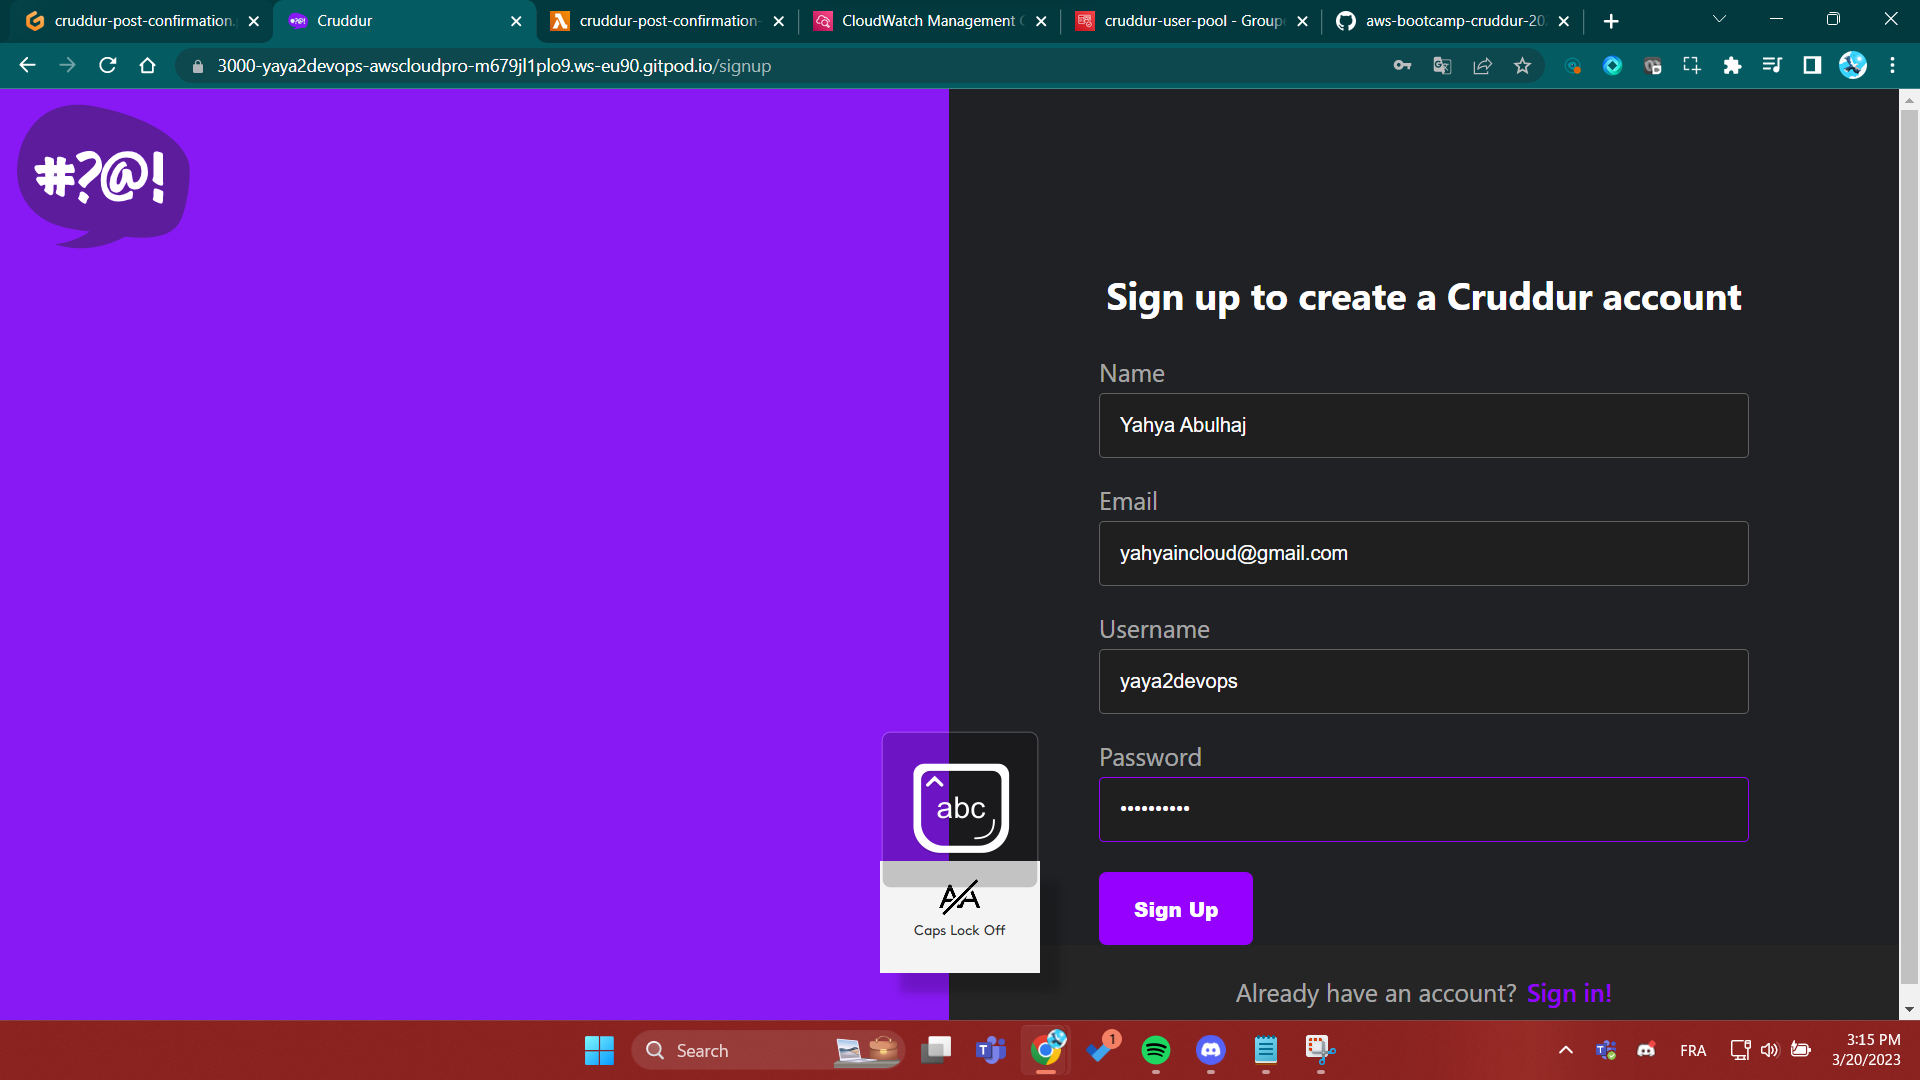 cruddur-post-confirmation.
Cruddur
cruddur-post-confirmation-
CloudWatch Management
cruddur-user-pool - Group
aws-bootcamp-cruddur-20
3000-yaya2devops-awscloudpro-m679jl1plo9.ws-eu90.gitpod.io/signup
#?@!
Sign up to create a Cruddur account
Name
Yahya Abulhaj
Email
yahyaincloud@gmail.com
Username
yaya2devops
Password
••••••••••
abc
Caps Lock Off
Sign Up
Already have an account? Sign in!
Search
1
FRA
3:15 PM
3/20/2023